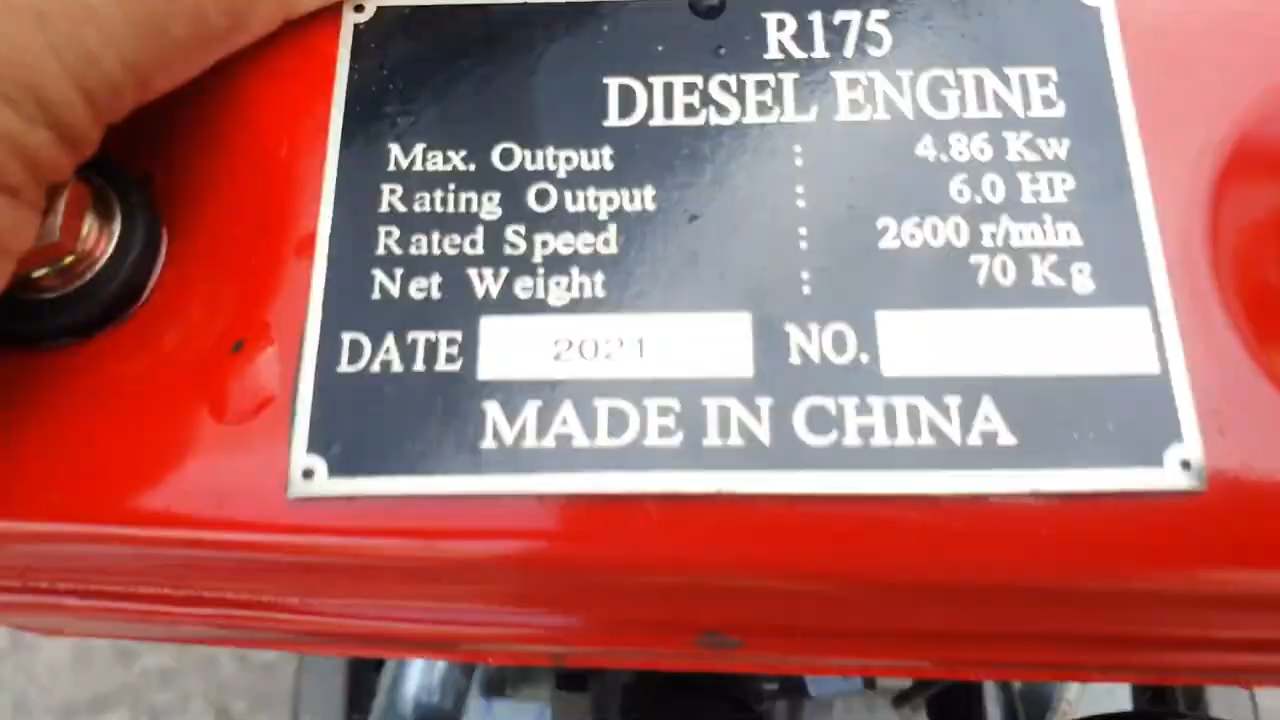 R175
DIESEL ENGINE
Max. Output : 4.86 Kw
Rating Output : 6.0 HP
Rated Speed : 2600 r/min
Net Weight : 70 Kg
DATE 2021 NO.
MADE IN CHINA